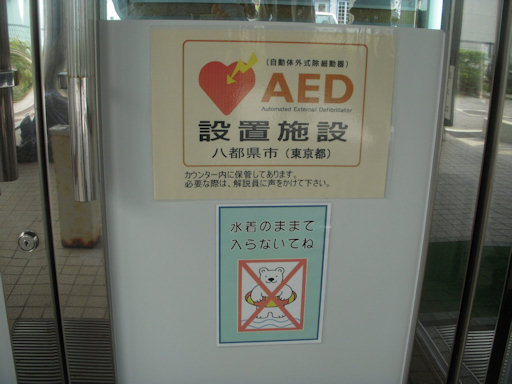 (自動体外式除細動器)
AED
Automated External Defibrillator
設置施設
八都県市 (東京都)
カウンター内に保管してあります。
必要な際は、解説員に声をかけて下さい。
水着のままで
入らないでね